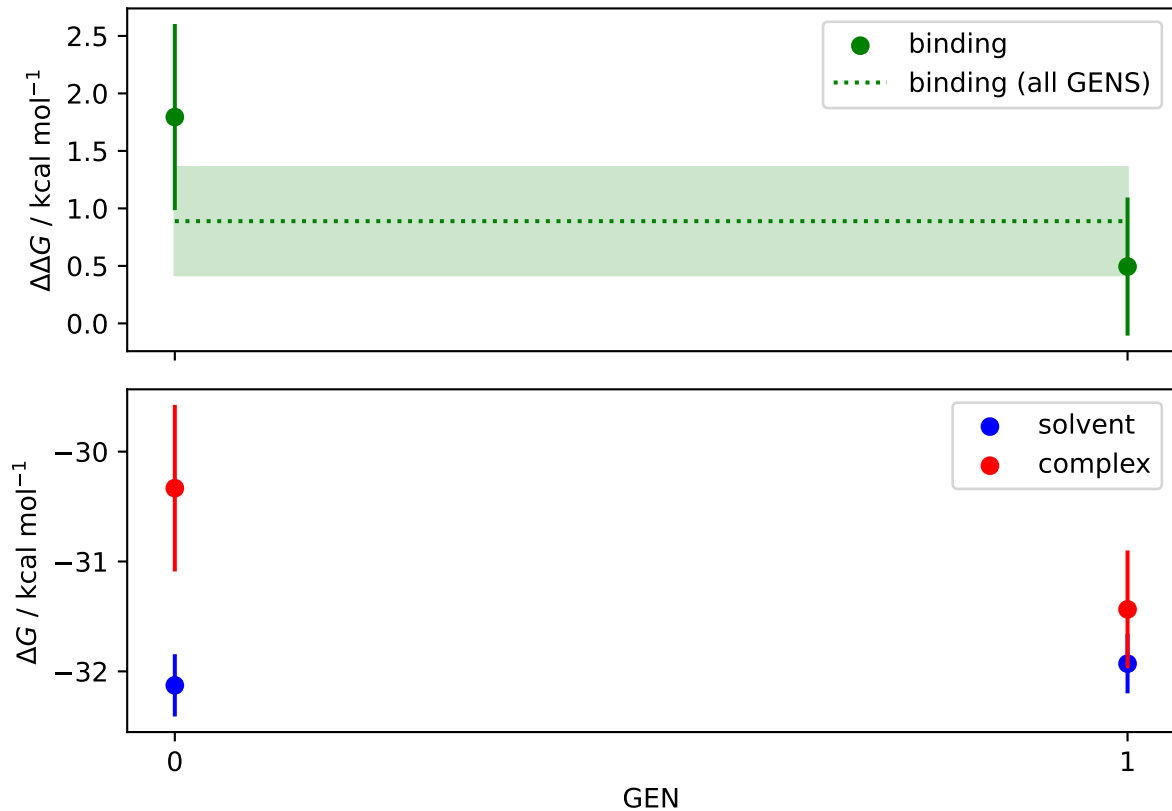 2.5
2.0
1.5
1.0
0.5
0.0
ΔΔG / kcal mol⁻¹
binding
binding (all GENS)
−30
−31
−32
ΔG / kcal mol⁻¹
solvent
complex
0
1
GEN